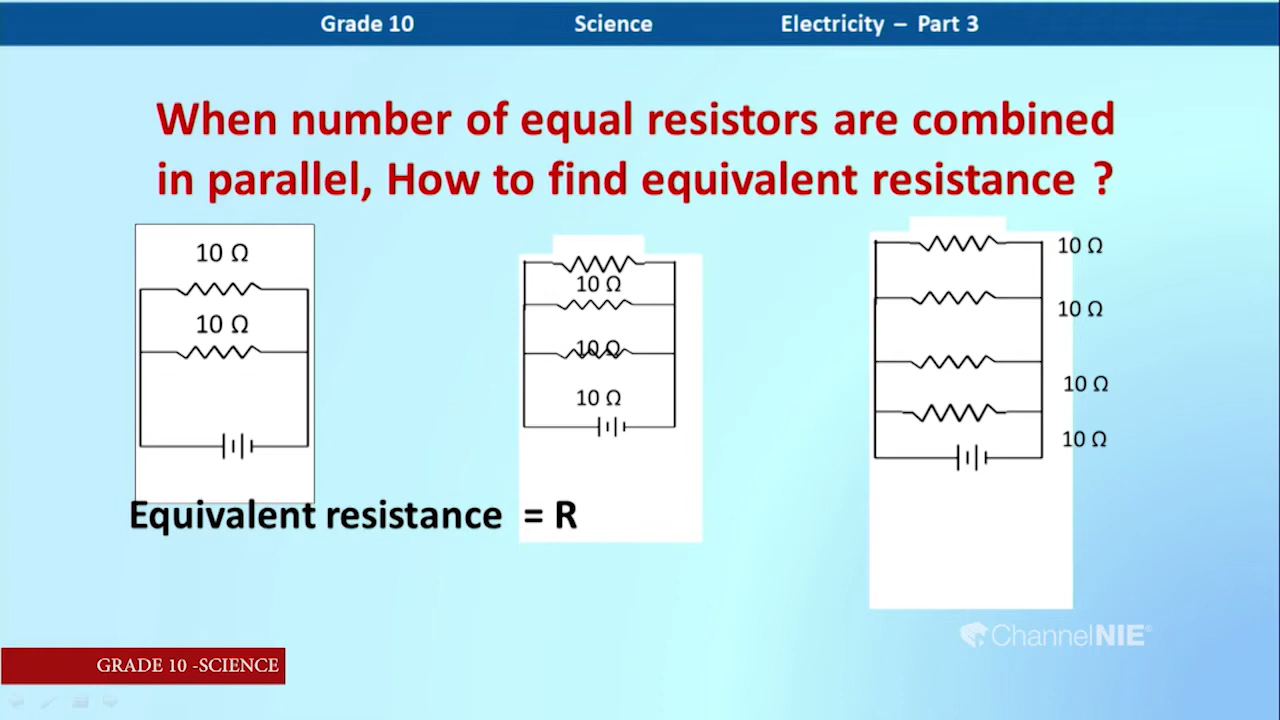 Grade 10 Science Electricity – Part 3
When number of equal resistors are combined
in parallel, How to find equivalent resistance ?
10 Ω
10 Ω
10 Ω
10 Ω
10 Ω
10 Ω
10 Ω
10 Ω
10 Ω
Equivalent resistance = R
ChannelNIE®
GRADE 10 -SCIENCE